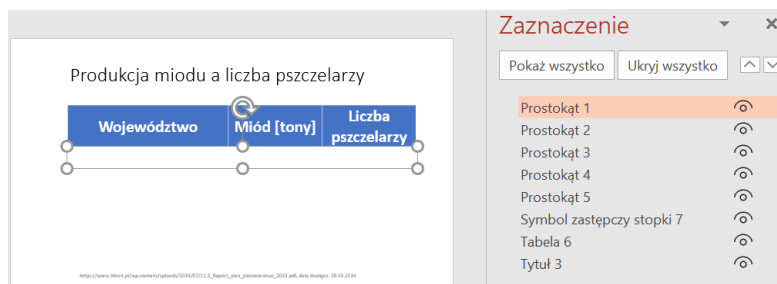 Zaznaczenie
Pokaż wszystko Ukryj wszystko
Produkcja miodu a liczba pszczelarzy
Województwo Miód [tony] Liczba pszczelarzy
Prostokąt 1
Prostokąt 2
Prostokąt 3
Prostokąt 4
Prostokąt 5
Symbol zastępczy stopki 7
Tabela 6
Tytuł 3